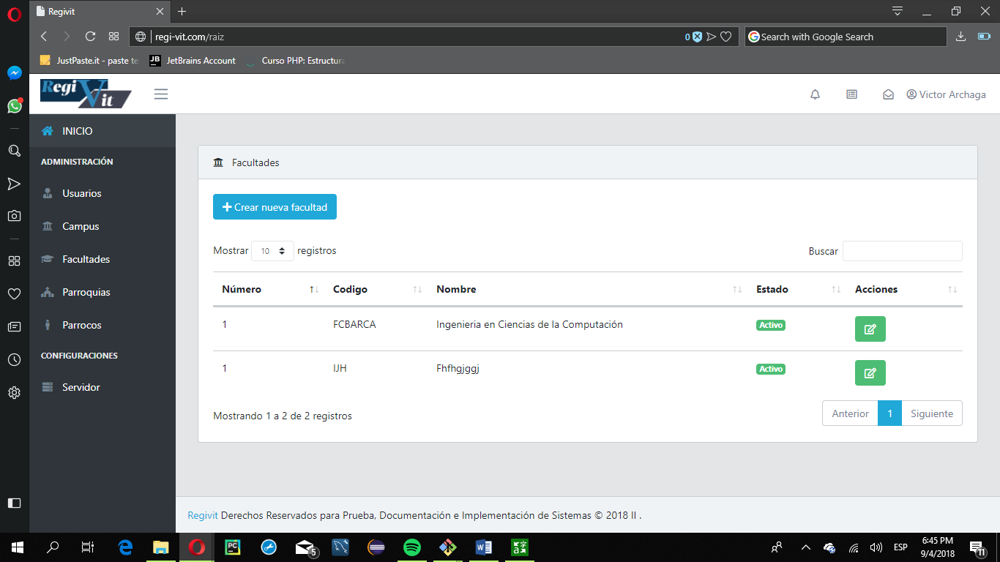 Regivit
regi-vit.com/raiz
0
Search with Google Search
JustPaste.it - paste te
JB
JetBrains Account
Curso PHP: Estructura
Regi Vit
Victor Archaga
INICIO
ADMINISTRACIÓN
Usuarios
Campus
Facultades
Parroquias
Parrocos
CONFIGURACIONES
Servidor
Facultades
Crear nueva facultad
Mostrar 10 registros
Buscar
Número Codigo Nombre Estado Acciones
1 FCBARCA Ingenieria en Ciencias de la Computación Activo
1 IJH Fhfhgjggj Activo
Mostrando 1 a 2 de 2 registros
Anterior 1 Siguiente
Regivit Derechos Reservados para Prueba, Documentación e Implementación de Sistemas © 2018 II .
PC
5
ESP
6:45 PM
9/4/2018
11